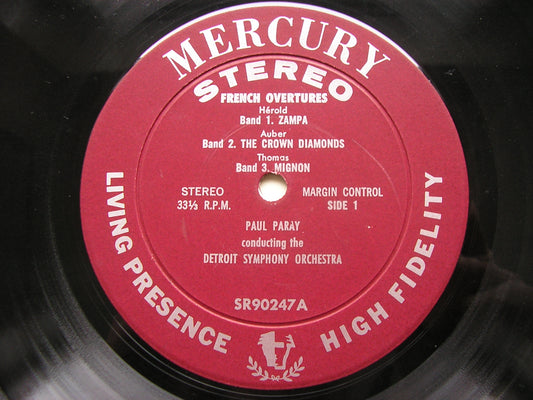 MERCURY
STEREO
FRENCH OVERTURES
Hérold
Band 1. ZAMPA
Auber
Band 2. THE CROWN DIAMONDS
Thomas
Band 3. MIGNON
STEREO MARGIN CONTROL
33⅓ R.P.M. SIDE 1
PAUL PARAY
conducting the
DETROIT SYMPHONY ORCHESTRA
SR90247A
LIVING PRESENCE
HIGH FIDELITY